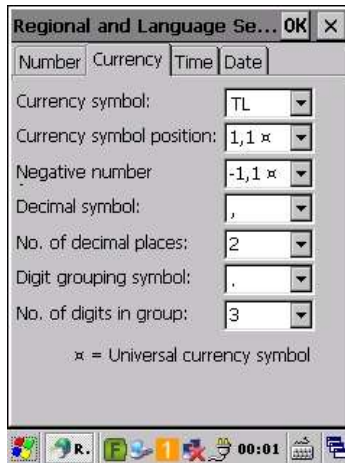 Regional and Language Se... OK ×
Number Currency Time Date
Currency symbol: TL
Currency symbol position: 1,1 ¤
Negative number -1,1 ¤
Decimal symbol: ,
No. of decimal places: 2
Digit grouping symbol: .
No. of digits in group: 3
¤ = Universal currency symbol
R. F 1 00:01